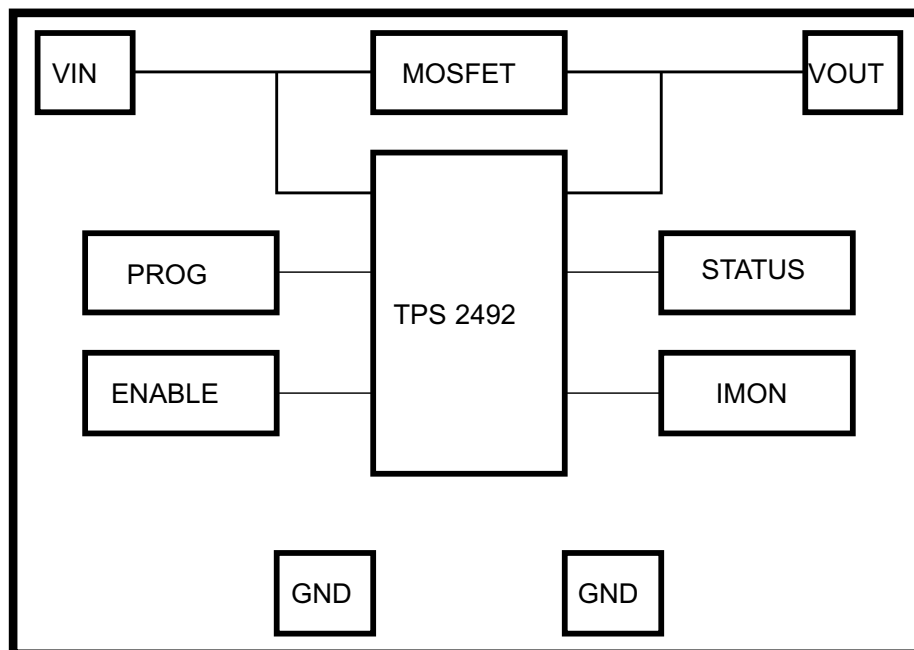 VIN
MOSFET
VOUT
PROG
TPS 2492
STATUS
ENABLE
IMON
GND
GND